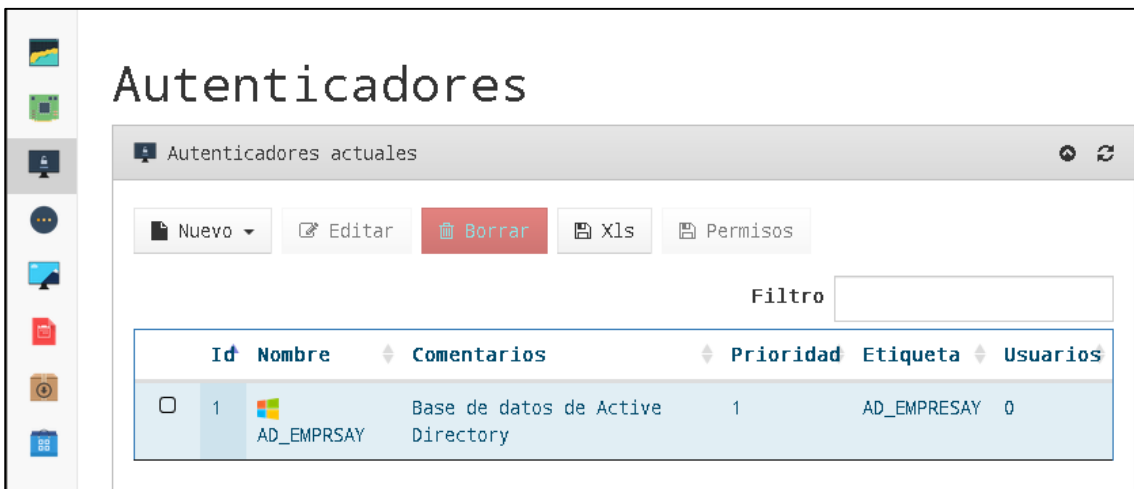 Autenticadores
Autenticadores actuales
Nuevo Editar Borrar Xls Permisos
Filtro
Id Nombre Comentarios Prioridad Etiqueta Usuarios
1 AD_EMPRSAY Base de datos de Active Directory 1 AD_EMPRESAY 0